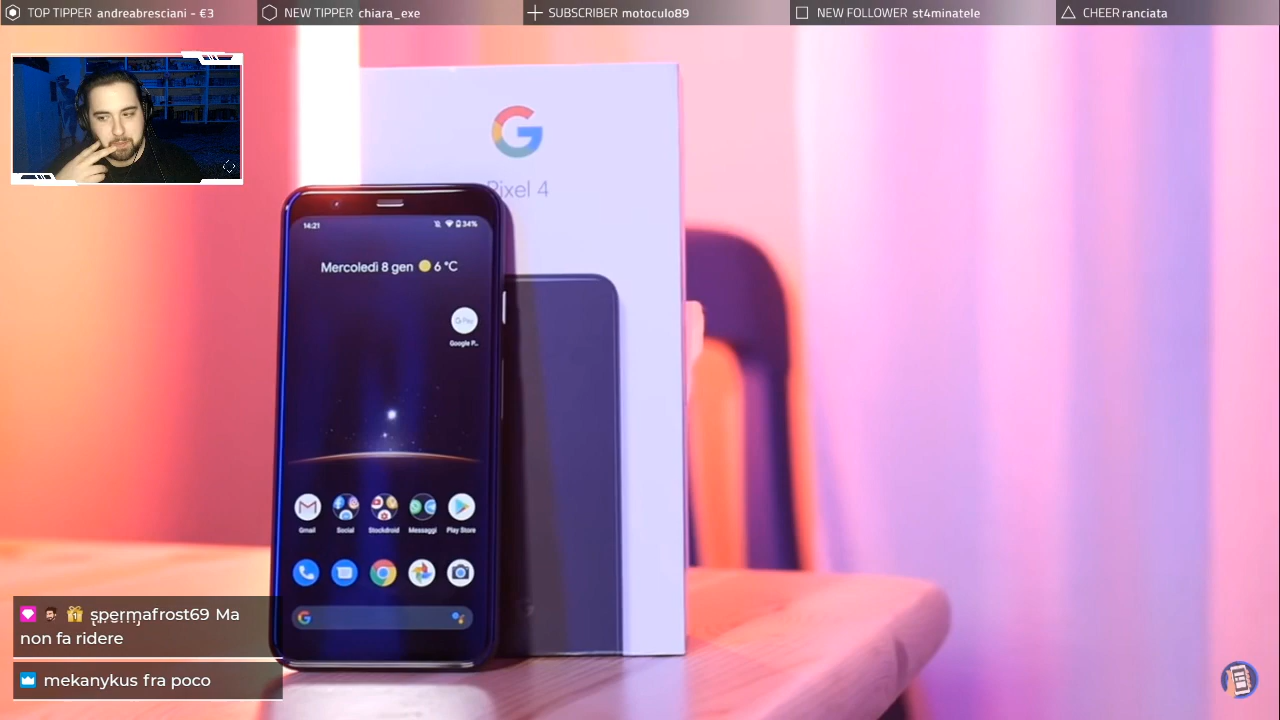 TOP TIPPER andreabresciani - €3
NEW TIPPER chiara_exe
SUBSCRIBER motoculo89
NEW FOLLOWER st4minatele
CHEER ranciata
Pixel 4
14:21
34%
Mercoledì 8 gen 6 °C
G Pay
Google P...
Gmail
Social
Stockdroid
Messaggi
Play Store
spermafrost69 Ma
non fa ridere
mekanykus fra poco